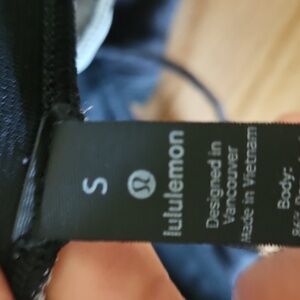 S
lululemon
Designed in
Vancouver
Made in Vietnam
Body: